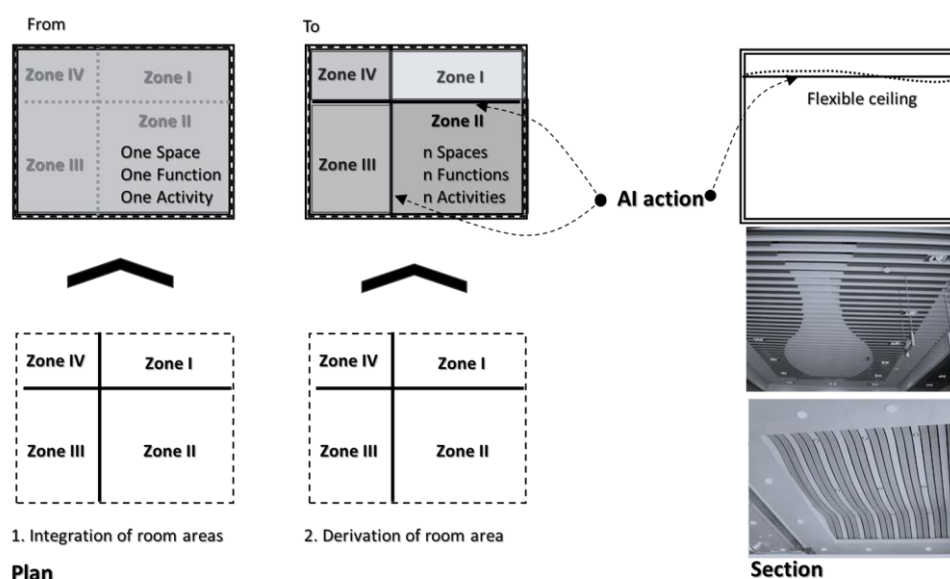 From
To
Zone IV
Zone I
Zone II
Zone III
One Space
One Function
One Activity
Zone IV
Zone I
Zone II
Zone III
n Spaces
n Functions
n Activities
AI action
Flexible ceiling
Zone IV
Zone I
Zone III
Zone II
Zone IV
Zone I
Zone III
Zone II
1. Integration of room areas
2. Derivation of room area
Plan
Section